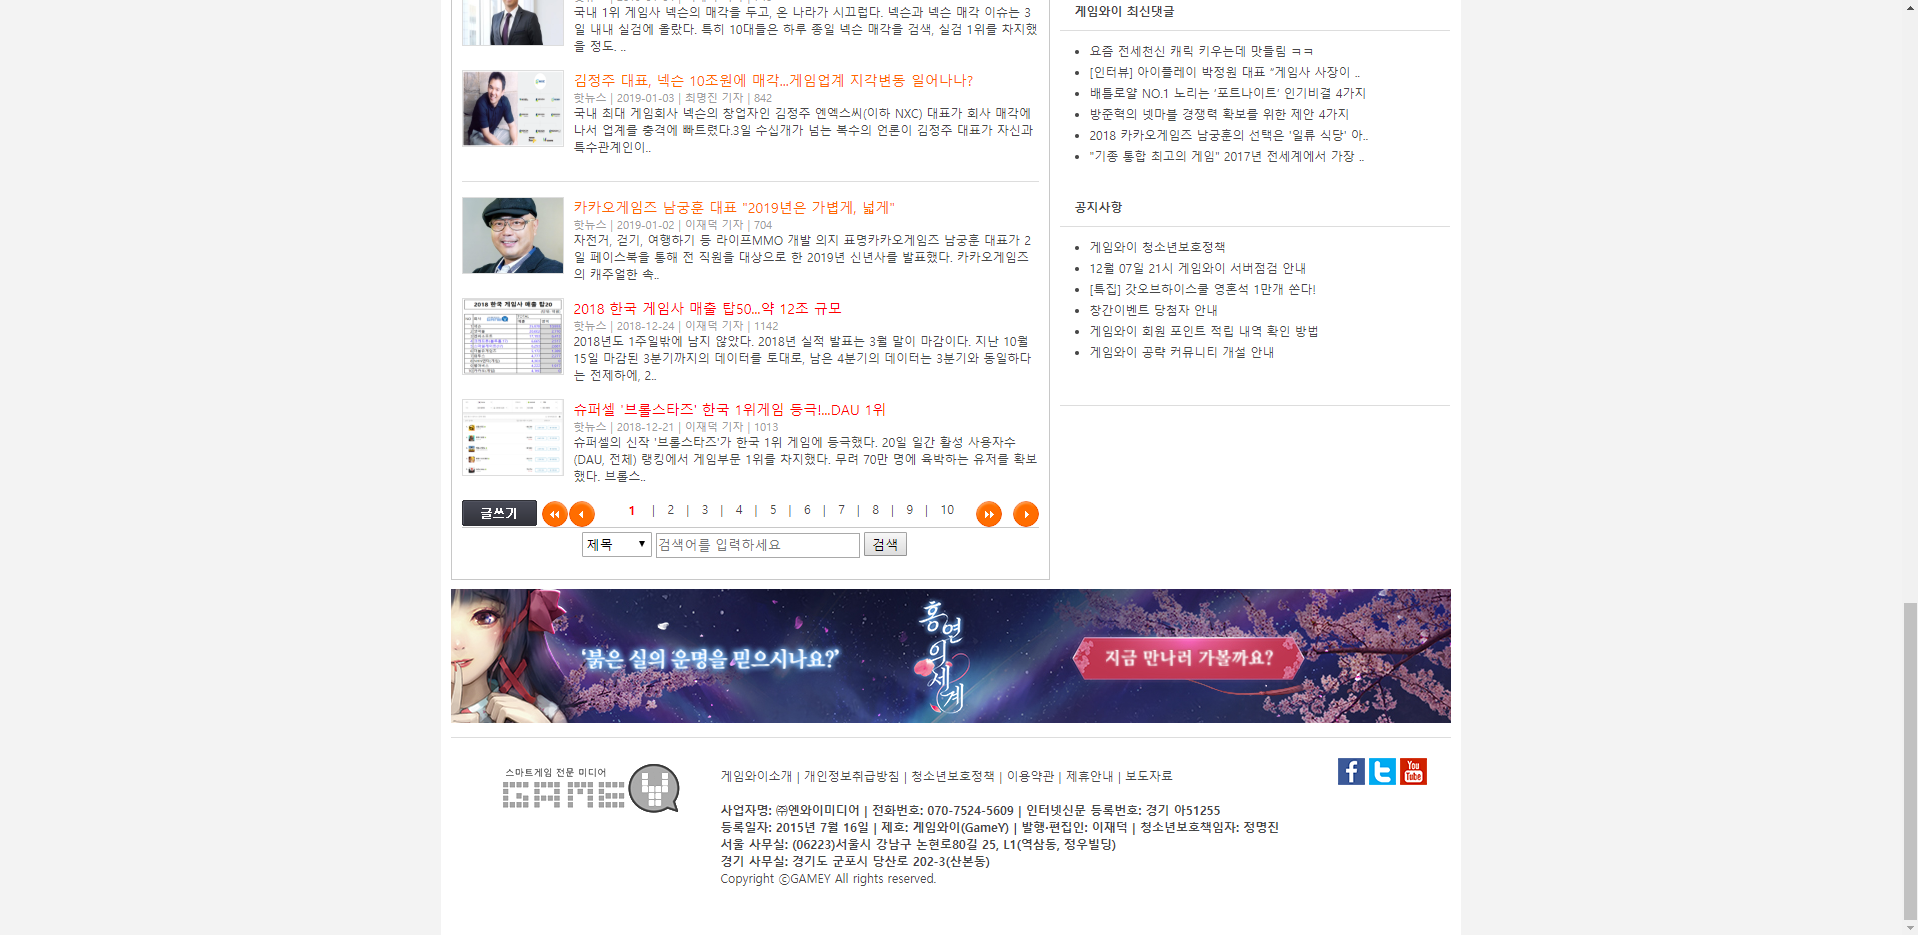 국내 1위 게임사 넥슨의 매각을 두고, 온 나라가 시끄럽다. 넥슨과 넥슨 매각 이슈는 3
일 내내 실검에 올랐다. 특히 10대들은 하루 종일 넥슨 매각을 검색, 실검 1위를 차지했
을 정도. ..
김정주 대표, 넥슨 10조원에 매각...게임업계 지각변동 일어나나?
핫뉴스 | 2019-01-03 | 최명진 기자 | 842
국내 최대 게임회사 넥슨의 창업자인 김정주 엔엑스씨(이하 NXC) 대표가 회사 매각에
나서 업계를 충격에 빠트렸다.3일 수십개가 넘는 복수의 언론이 김정주 대표가 자신과
특수관계인이..
카카오게임즈 남궁훈 대표 "2019년은 가볍게, 넓게"
핫뉴스 | 2019-01-02 | 이재덕 기자 | 704
자전거, 걷기, 여행하기 등 라이프MMO 개발 의지 표명카카오게임즈 남궁훈 대표가 2
일 페이스북을 통해 전 직원을 대상으로 한 2019년 신년사를 발표했다. 카카오게임즈
의 캐주얼한 속..
2018 한국 게임사 매출 탑20
2018 한국 게임사 매출 탑50...약 12조 규모
핫뉴스 | 2018-12-24 | 이재덕 기자 | 1142
2018년도 1주일밖에 남지 않았다. 2018년 실적 발표는 3월 말이 마감이다. 지난 10월
15일 마감된 3분기까지의 데이터를 토대로, 남은 4분기의 데이터는 3분기와 동일하다
는 전제하에, 2..
슈퍼셀 '브롤스타즈' 한국 1위게임 등극!...DAU 1위
핫뉴스 | 2018-12-21 | 이재덕 기자 | 1013
슈퍼셀의 신작 '브롤스타즈'가 한국 1위 게임에 등극했다. 20일 일간 활성 사용자수
(DAU, 전체) 랭킹에서 게임부문 1위를 차지했다. 무려 70만 명에 육박하는 유저를 확보
했다. 브롤스..
글쓰기 1 | 2 | 3 | 4 | 5 | 6 | 7 | 8 | 9 | 10
제목 검색어를 입력하세요 검색
게임와이 최신댓글
요즘 전세천신 캐릭 키우는데 맛들림 ㅋㅋ
[인터뷰] 아이플레이 박정원 대표 “게임사 사장이 ..
배틀로얄 NO.1 노리는 '포트나이트' 인기비결 4가지
방준혁의 넷마블 경쟁력 확보를 위한 제안 4가지
2018 카카오게임즈 남궁훈의 선택은 '일류 식당' 아..
"기종 통합 최고의 게임" 2017년 전세계에서 가장 ..
공지사항
게임와이 청소년보호정책
12월 07일 21시 게임와이 서버점검 안내
[특집] 갓오브하이스쿨 영혼석 1만개 쏜다!
창간이벤트 당첨자 안내
게임와이 회원 포인트 적립 내역 확인 방법
게임와이 공략 커뮤니티 개설 안내
'붉은 실의 운명을 믿으시나요?'
홍연의 세계
지금 만나러 가볼까요?
스마트게임 전문 미디어
GAME Y
게임와이소개 | 개인정보취급방침 | 청소년보호정책 | 이용약관 | 제휴안내 | 보도자료
사업자명: ㈜엔와이미디어 | 전화번호: 070-7524-5609 | 인터넷신문 등록번호: 경기 아51255
등록일자: 2015년 7월 16일 | 제호: 게임와이(GameY) | 발행·편집인: 이재덕 | 청소년보호책임자: 정명진
서울 사무실: (06223)서울시 강남구 논현로80길 25, L1(역삼동, 정우빌딩)
경기 사무실: 경기도 군포시 당산로 202-3(산본동)
Copyright ⓒGAMEY All rights reserved.
f t You Tube